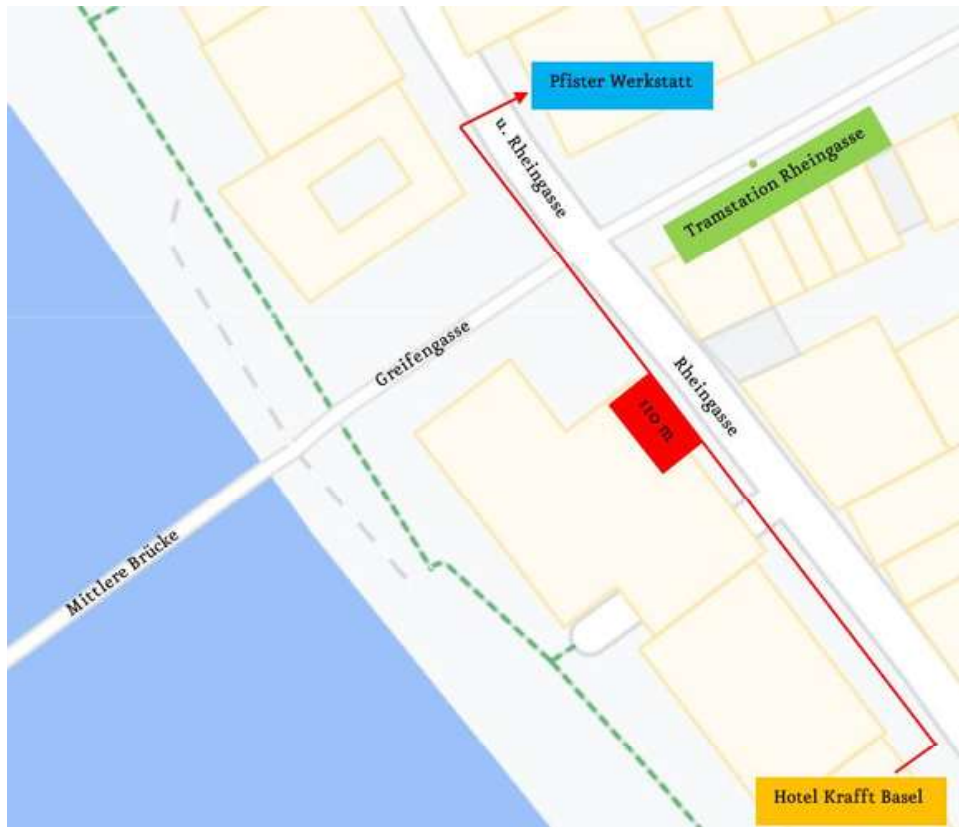 Pfister Werkstatt
u. Rheingasse
Tramstation Rheingasse
Greifengasse
Rheingasse
110 m
Mittlere Brücke
Hotel Krafft Basel